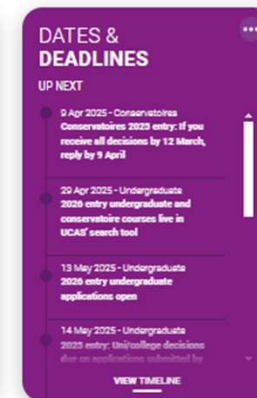 DATES &
DEADLINES
UP NEXT
9 Apr 2025 - Conservatoires
Conservatoires 2025 entry: If you
receive all decisions by 12 March,
reply by 9 April
29 Apr 2025 - Undergraduate
2026 entry undergraduate and
conservatoire courses live in
UCAS' search tool
13 May 2025 - Undergraduate
2026 entry undergraduate
applications open
14 May 2025 - Undergraduate
2025 entry: Uni/college decisions
due on applications submitted by
VIEW TIMELINE